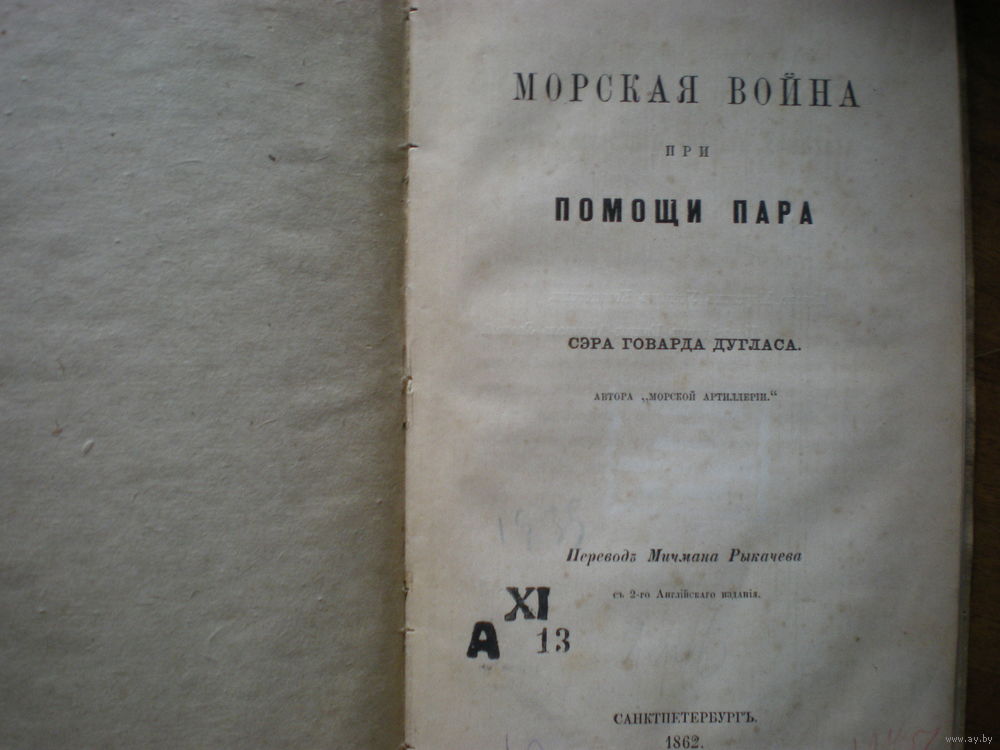 МОРСКАЯ ВОЙНА
ПРИ
ПОМОЩИ ПАРА
СЭРА ГОВАРДА ДУГЛАСА.
АВТОРА „МОРСКОЙ АРТИЛЛЕРІИ.“
Переводъ Мичмана Рыкачева
съ 2-го Англійскаго изданія.
XI
А 13
САНКТПЕТЕРБУРГЪ.
1862.
www.ay.by